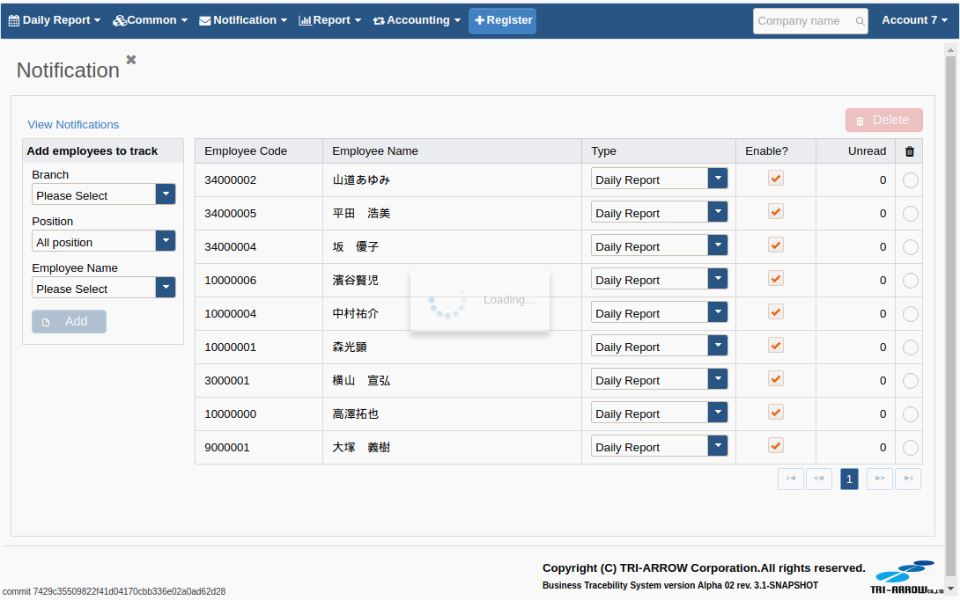 Daily Report Common Notification Report Accounting Register Company name Account 7
Notification
View Notifications Delete
Add employees to track
Branch
Please Select
Position
All position
Employee Name
Please Select
Add
Employee Code Employee Name Type Enable? Unread
34000002 山道あゆみ Daily Report 0
34000005 平田 浩美 Daily Report 0
34000004 坂 優子 Daily Report 0
10000006 濱谷賢児 Daily Report 0
Loading...
10000004 中村祐介 Daily Report 0
10000001 森光顕 Daily Report 0
3000001 横山 宣弘 Daily Report 0
10000000 高澤拓也 Daily Report 0
9000001 大塚 義樹 Daily Report 0
1
Copyright (C) TRI-ARROW Corporation.All rights reserved.
Business Tracebility System version Alpha 02 rev. 3.1-SNAPSHOT
TRI-ARROW CO.,LTD
commit 7429c35509822f41d04170cbb336e02a0ad62d28